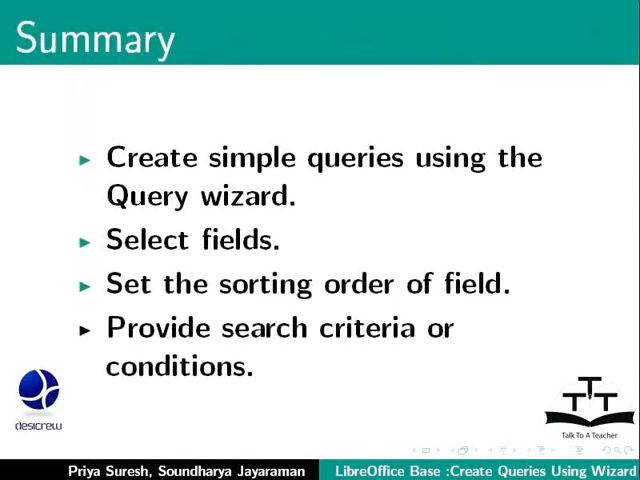 Summary
Create simple queries using the
Query wizard.
Select fields.
Set the sorting order of field.
Provide search criteria or
conditions.
desicrew
TTT
Talk To A Teacher
Priya Suresh, Soundharya Jayaraman
LibreOffice Base :Create Queries Using Wizard